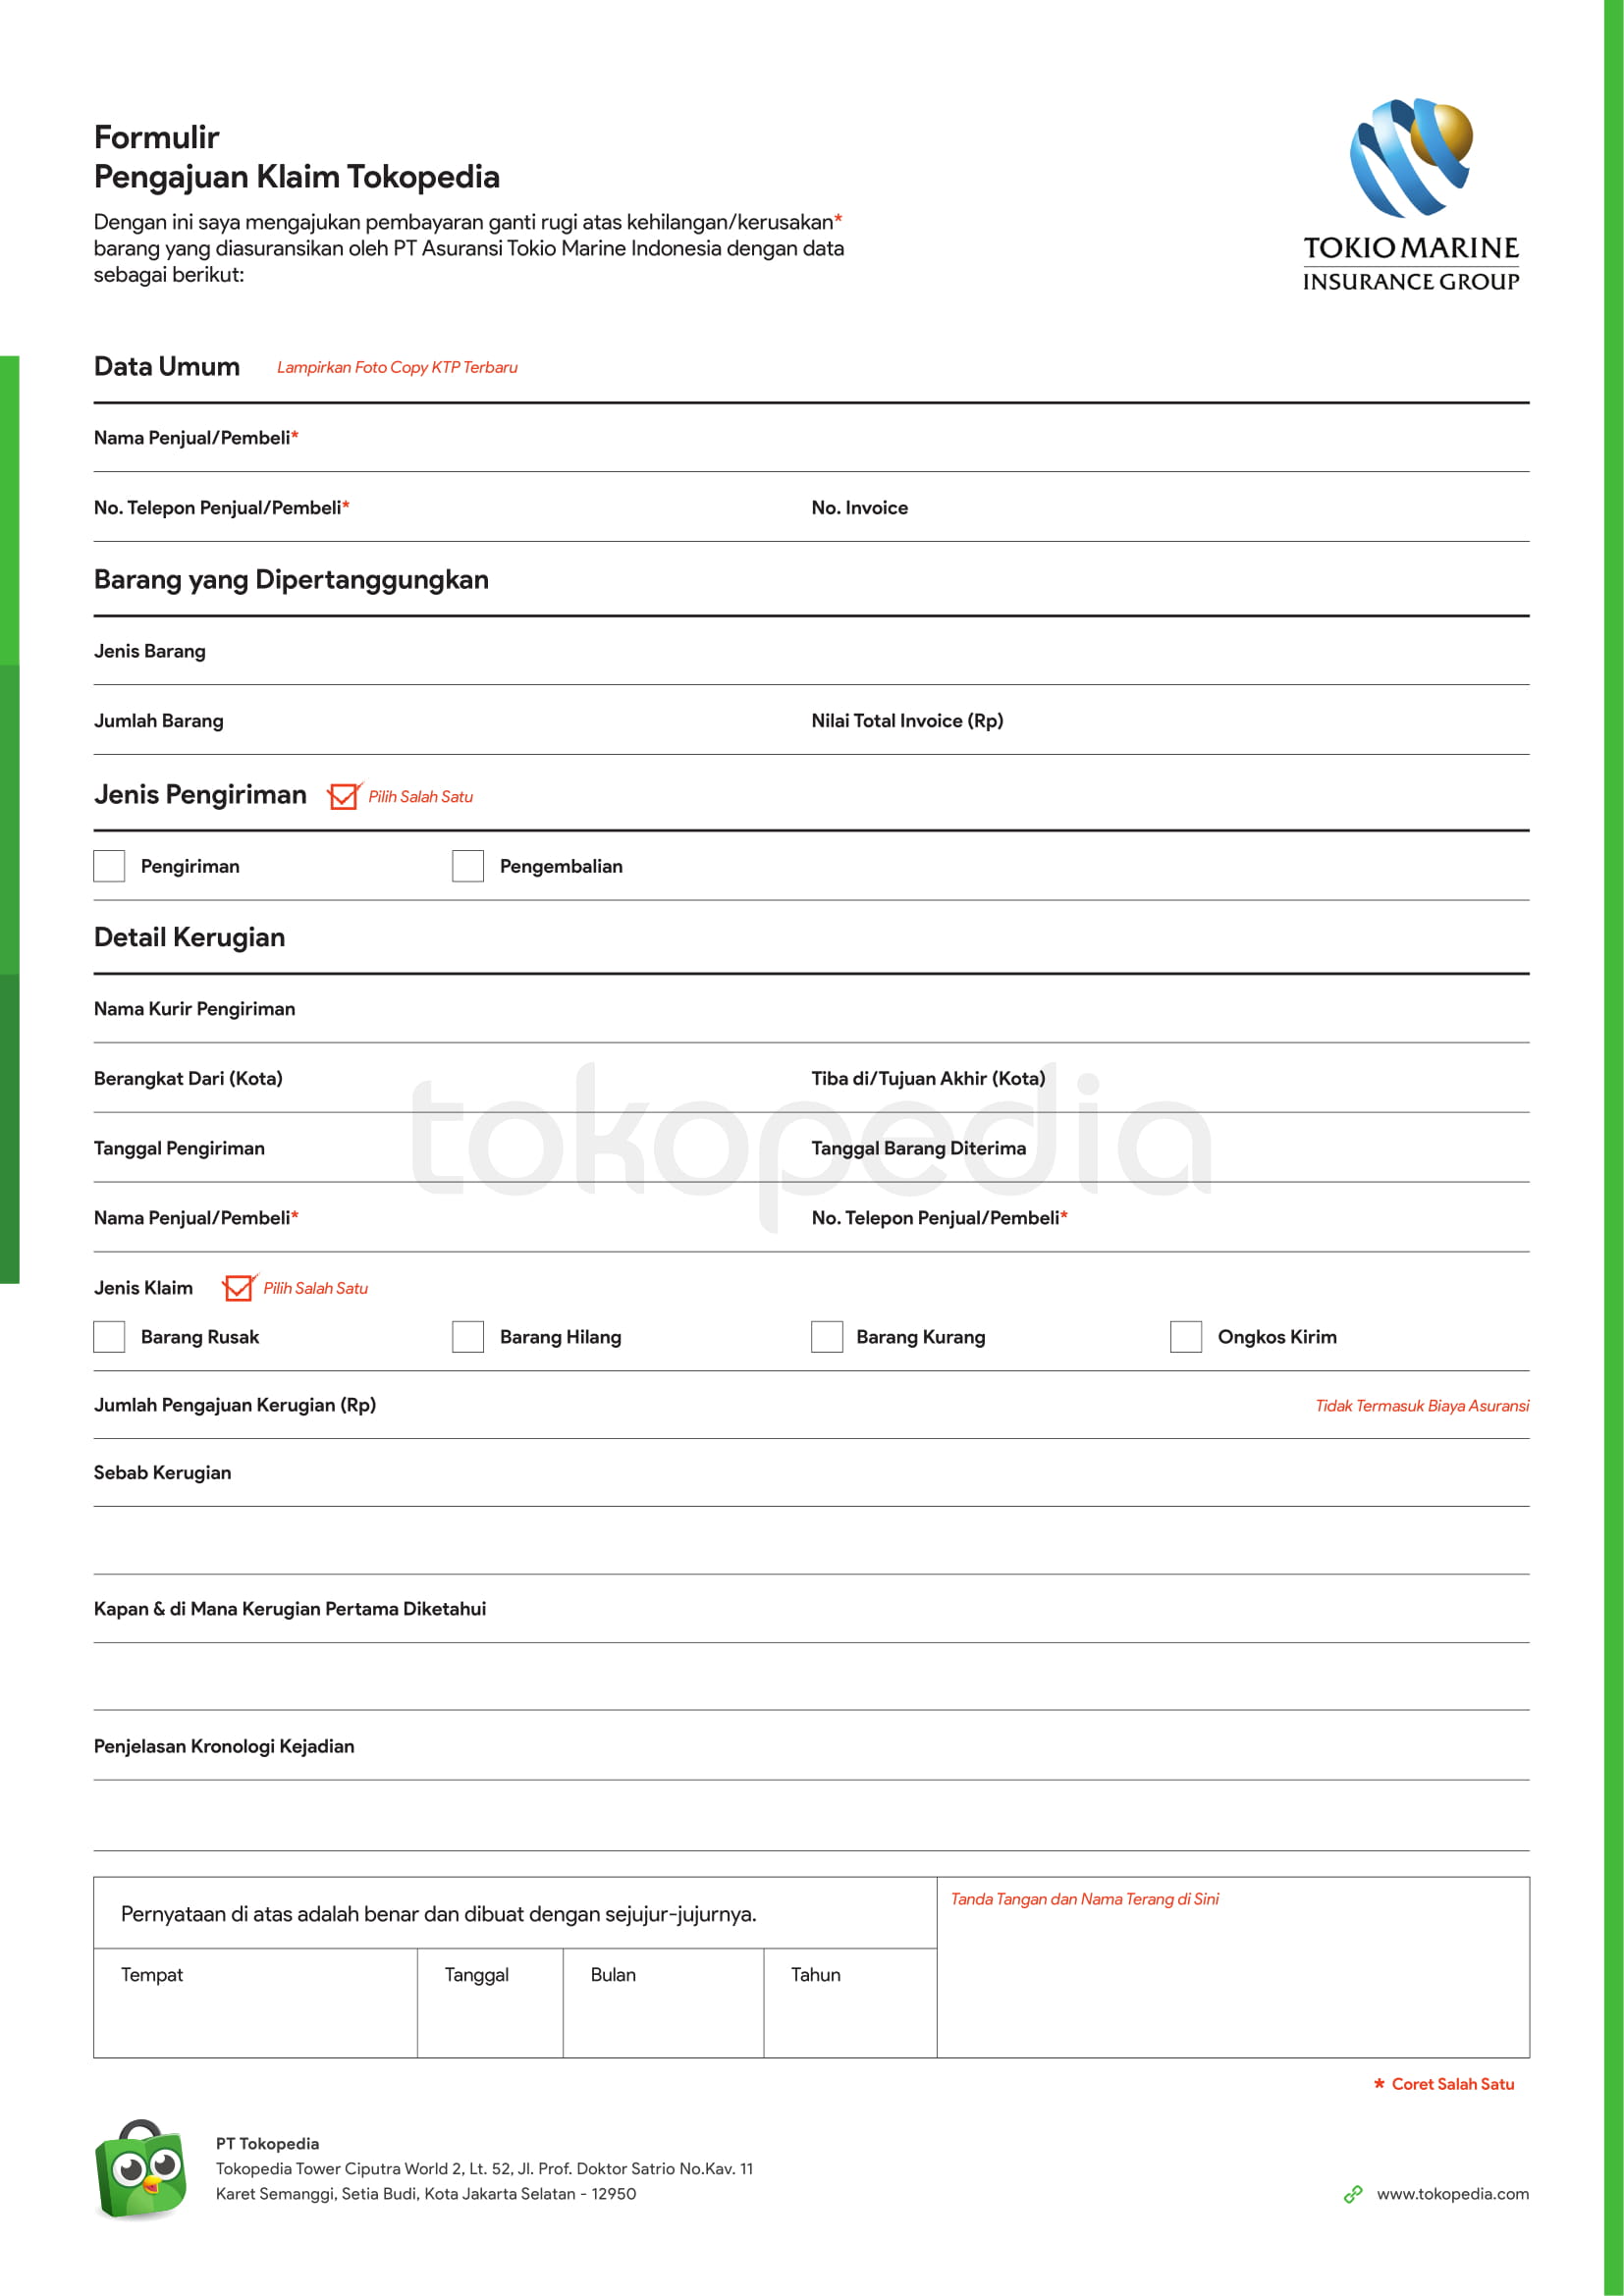 Formulir
Pengajuan Klaim Tokopedia
Dengan ini saya mengajukan pembayaran ganti rugi atas kehilangan/kerusakan*
barang yang diasuransikan oleh PT Asuransi Tokio Marine Indonesia dengan data
sebagai berikut:
TOKIO MARINE
INSURANCE GROUP
Data Umum Lampirkan Foto Copy KTP Terbaru
Nama Penjual/Pembeli*
No. Telepon Penjual/Pembeli* No. Invoice
Barang yang Dipertanggungkan
Jenis Barang
Jumlah Barang Nilai Total Invoice (Rp)
Jenis Pengiriman Pilih Salah Satu
Pengiriman Pengembalian
Detail Kerugian
Nama Kurir Pengiriman
Berangkat Dari (Kota) Tiba di/Tujuan Akhir (Kota)
tokopedia
Tanggal Pengiriman Tanggal Barang Diterima
Nama Penjual/Pembeli* No. Telepon Penjual/Pembeli*
Jenis Klaim Pilih Salah Satu
Barang Rusak Barang Hilang Barang Kurang Ongkos Kirim
Jumlah Pengajuan Kerugian (Rp) Tidak Termasuk Biaya Asuransi
Sebab Kerugian
Kapan & di Mana Kerugian Pertama Diketahui
Penjelasan Kronologi Kejadian
Pernyataan di atas adalah benar dan dibuat dengan sejujur-jujurnya.
Tanda Tangan dan Nama Terang di Sini
Tempat Tanggal Bulan Tahun
* Coret Salah Satu
PT Tokopedia
Tokopedia Tower Ciputra World 2, Lt. 52, Jl. Prof. Doktor Satrio No.Kav. 11
Karet Semanggi, Setia Budi, Kota Jakarta Selatan - 12950
www.tokopedia.com